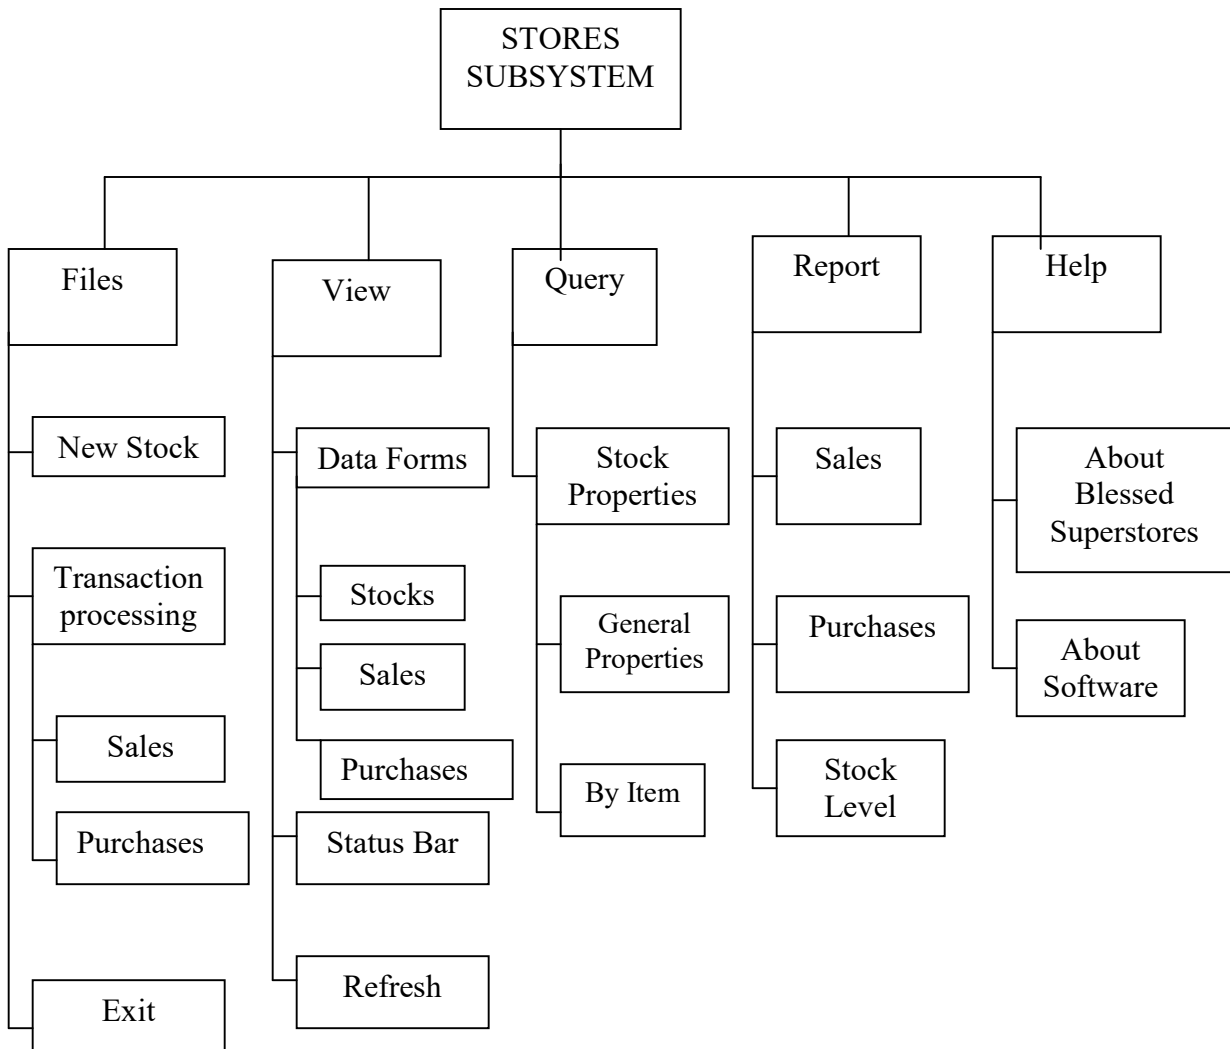 STORES
SUBSYSTEM
Files
View
Query
Report
Help
New Stock
Transaction
processing
Sales
Purchases
Exit
Data Forms
Stocks
Sales
Purchases
Status Bar
Refresh
Stock
Properties
General
Properties
By Item
Sales
Purchases
Stock
Level
About
Blessed
Superstores
About
Software